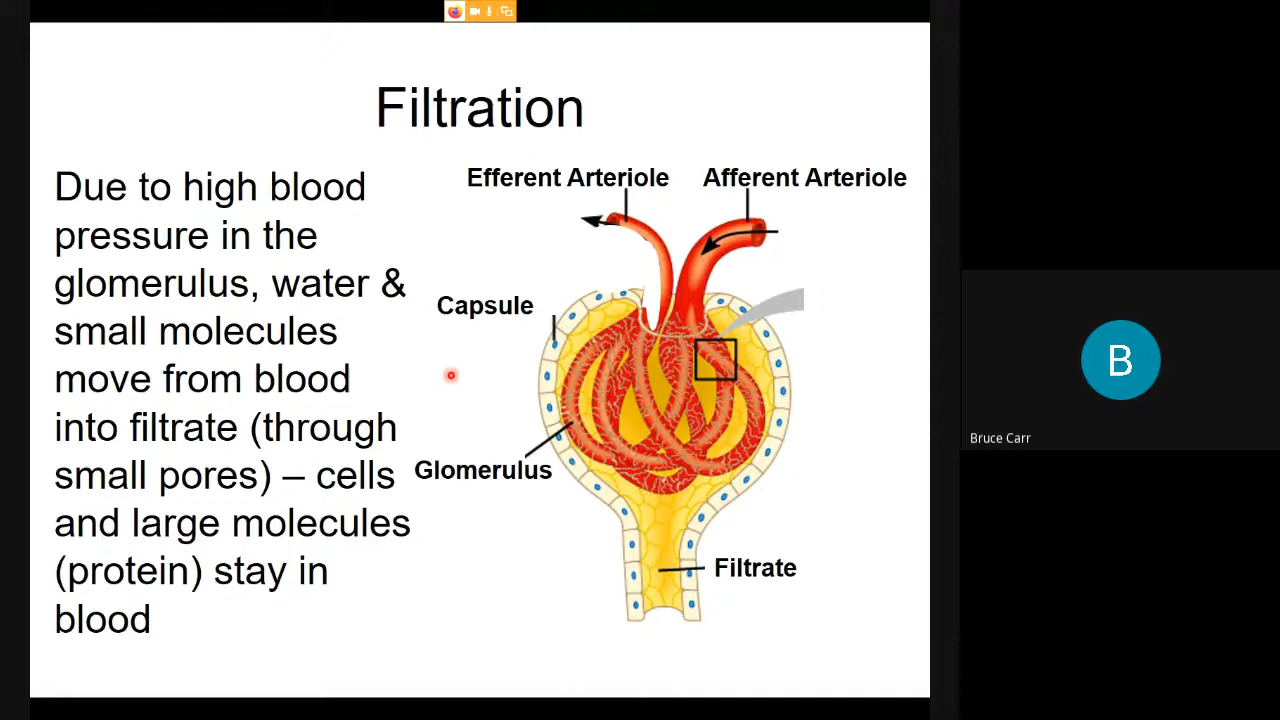 Filtration
Due to high blood
pressure in the
glomerulus, water &
small molecules
move from blood
into filtrate (through
small pores) – cells
and large molecules
(protein) stay in
blood
Efferent Arteriole
Afferent Arteriole
Capsule
Glomerulus
Filtrate
B
Bruce Carr